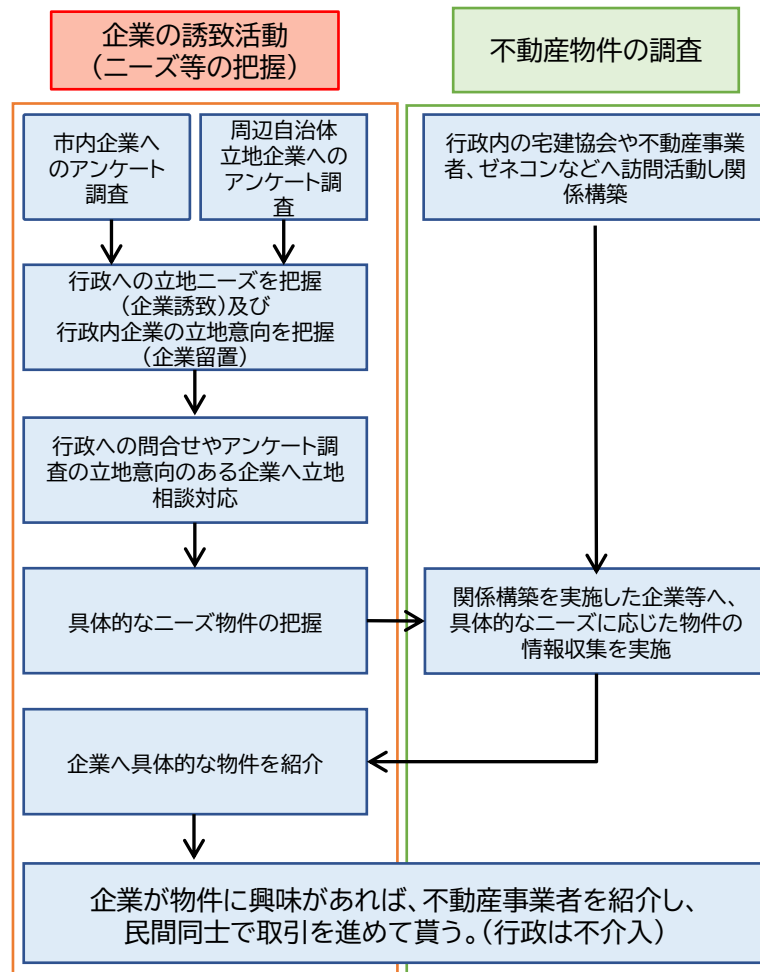 企業の誘致活動
（ニーズ等の把握）
不動産物件の調査
市内企業へ
のアンケート
調査
周辺自治体
立地企業への
アンケート調
査
行政内の宅建協会や不動産事業
者、ゼネコンなどへ訪問活動し関
係構築
行政への立地ニーズを把握
(企業誘致)及び
行政内企業の立地意向を把握
(企業留置)
行政への問合せやアンケート調
査の立地意向のある企業へ立地
相談対応
具体的なニーズ物件の把握
関係構築を実施した企業等へ、
具体的なニーズに応じた物件の
情報収集を実施
企業へ具体的な物件を紹介
企業が物件に興味があれば、不動産事業者を紹介し、
民間同士で取引を進めて貰う。（行政は不介入）